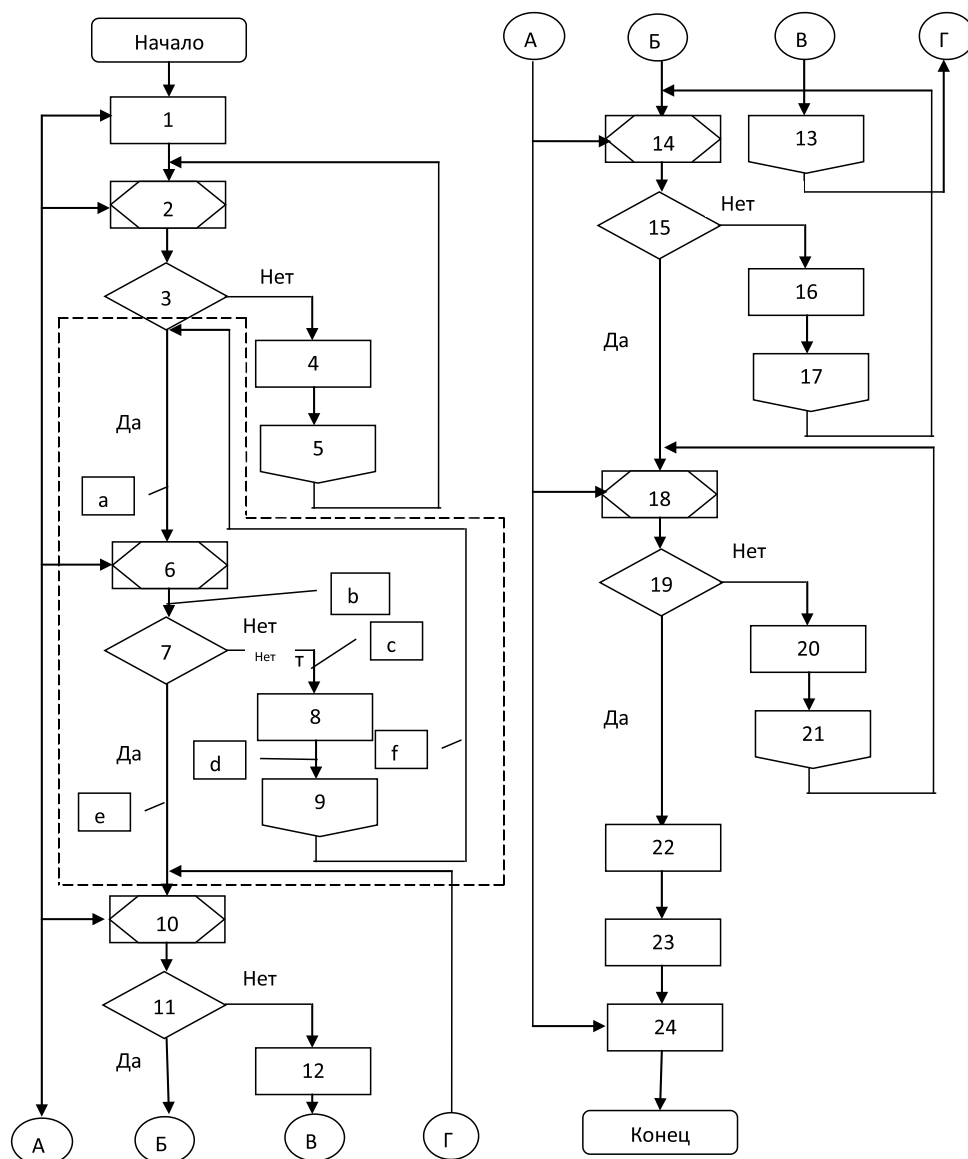 Начало
1
2
3
Нет
4
5
Да
a
6
b
7
Нет
Нет
т
c
8
f
d
Да
9
e
10
11
Нет
Да
12
А
Б
В
Г
А
Б
В
Г
14
13
15
Нет
16
Да
17
18
19
Нет
20
Да
21
22
23
24
Конец